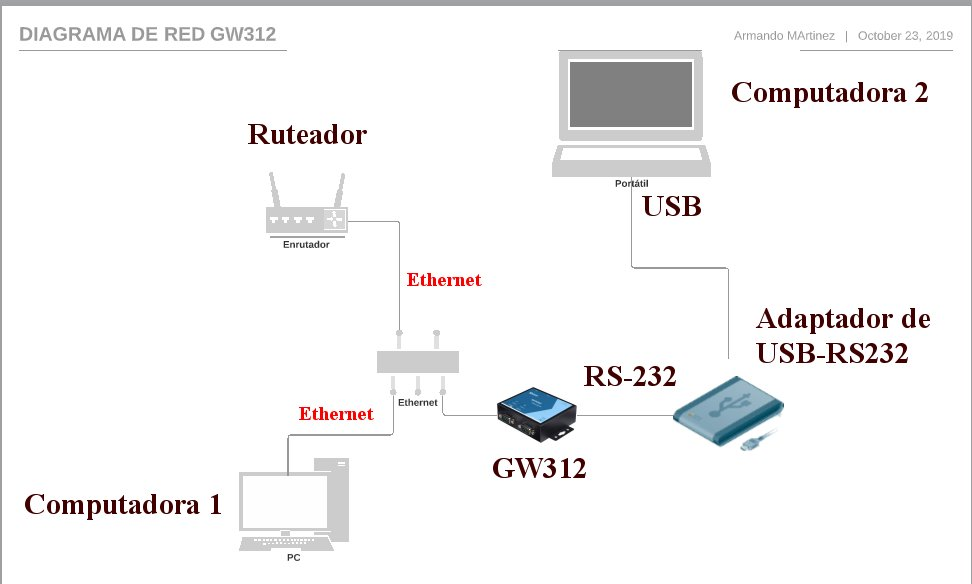 DIAGRAMA DE RED GW312
Armando MArtinez | October 23, 2019
Computadora 2
Ruteador
Portátil
USB
Enrutador
Ethernet
Adaptador de
USB-RS232
RS-232
Ethernet
Ethernet
GW312
Computadora 1
PC